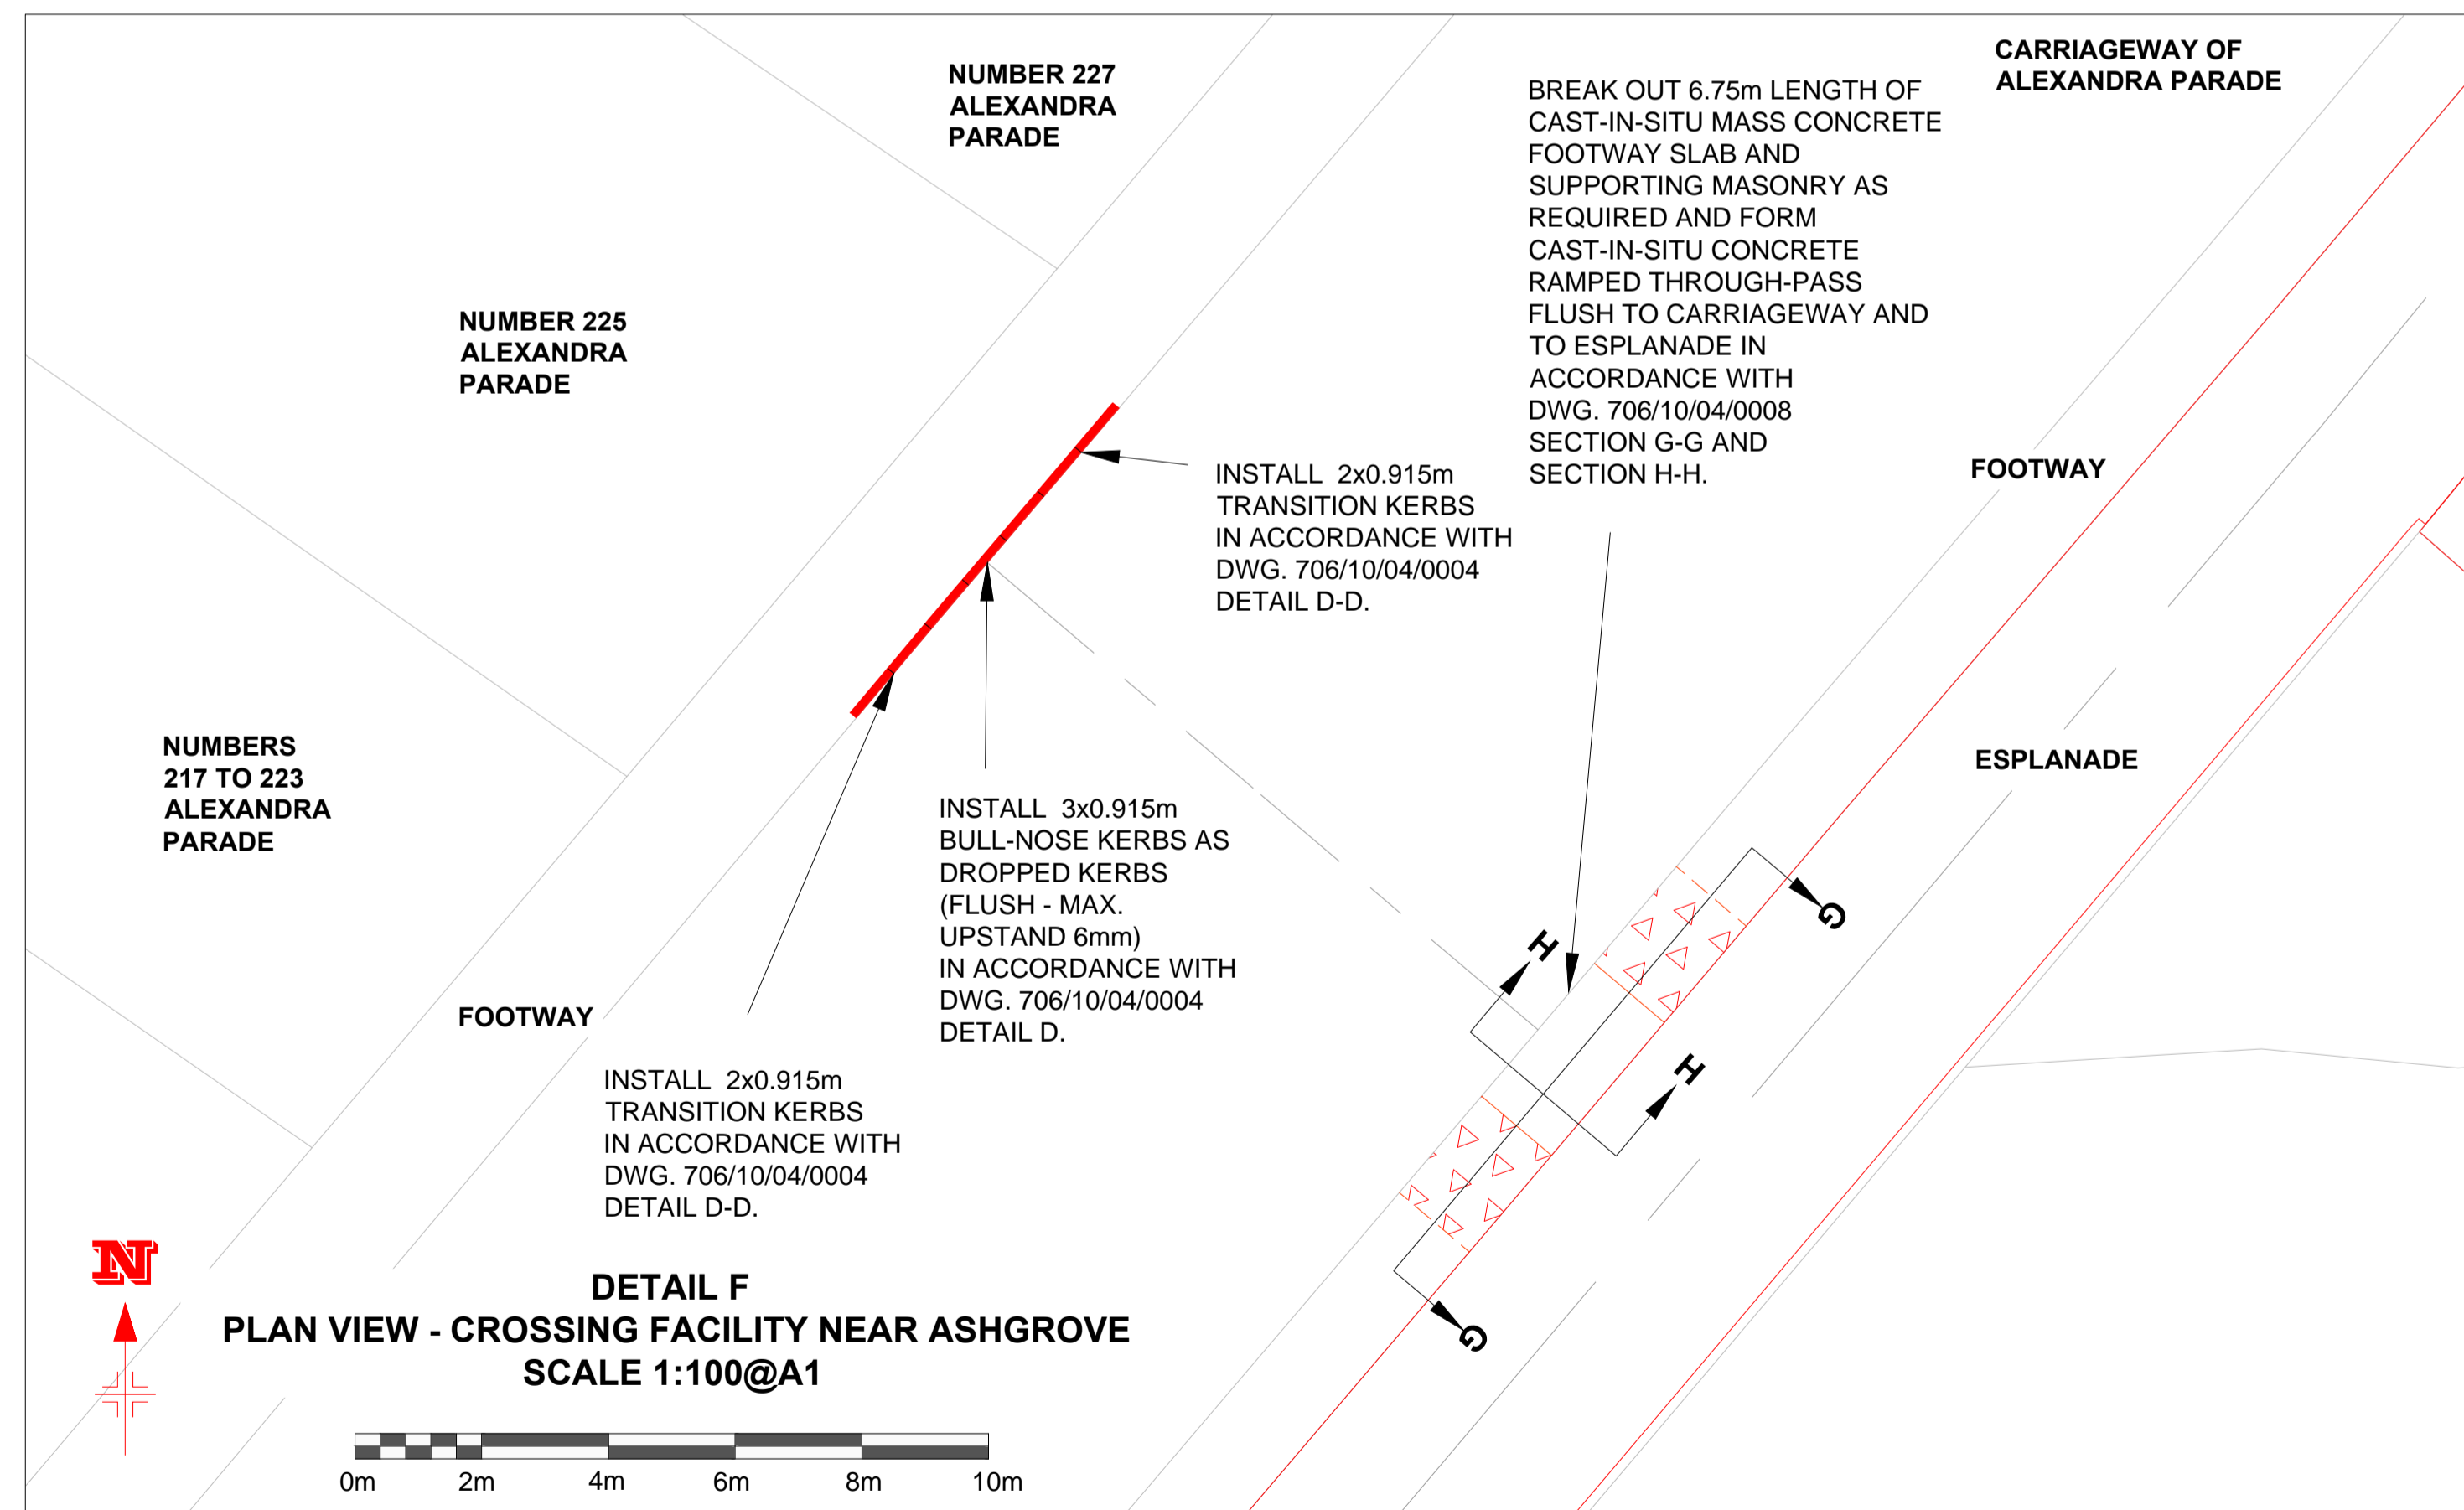 NUMBER 227
ALEXANDRA
PARADE
CARRIAGEWAY OF
ALEXANDRA PARADE
BREAK OUT 6.75m LENGTH OF
CAST-IN-SITU MASS CONCRETE
FOOTWAY SLAB AND
SUPPORTING MASONRY AS
REQUIRED AND FORM
CAST-IN-SITU CONCRETE
RAMPED THROUGH-PASS
FLUSH TO CARRIAGEWAY AND
TO ESPLANADE IN
ACCORDANCE WITH
DWG. 706/10/04/0008
SECTION G-G AND
SECTION H-H.
NUMBER 225
ALEXANDRA
PARADE
FOOTWAY
INSTALL 2x0.915m
TRANSITION KERBS
IN ACCORDANCE WITH
DWG. 706/10/04/0004
DETAIL D-D.
NUMBERS
217 TO 223
ALEXANDRA
PARADE
ESPLANADE
INSTALL 3x0.915m
BULL-NOSE KERBS AS
DROPPED KERBS
(FLUSH - MAX.
UPSTAND 6mm)
IN ACCORDANCE WITH
DWG. 706/10/04/0004
DETAIL D.
G
H
H
G
FOOTWAY
INSTALL 2x0.915m
TRANSITION KERBS
IN ACCORDANCE WITH
DWG. 706/10/04/0004
DETAIL D-D.
N
DETAIL F
PLAN VIEW - CROSSING FACILITY NEAR ASHGROVE
SCALE 1:100@A1
0m 2m 4m 6m 8m 10m